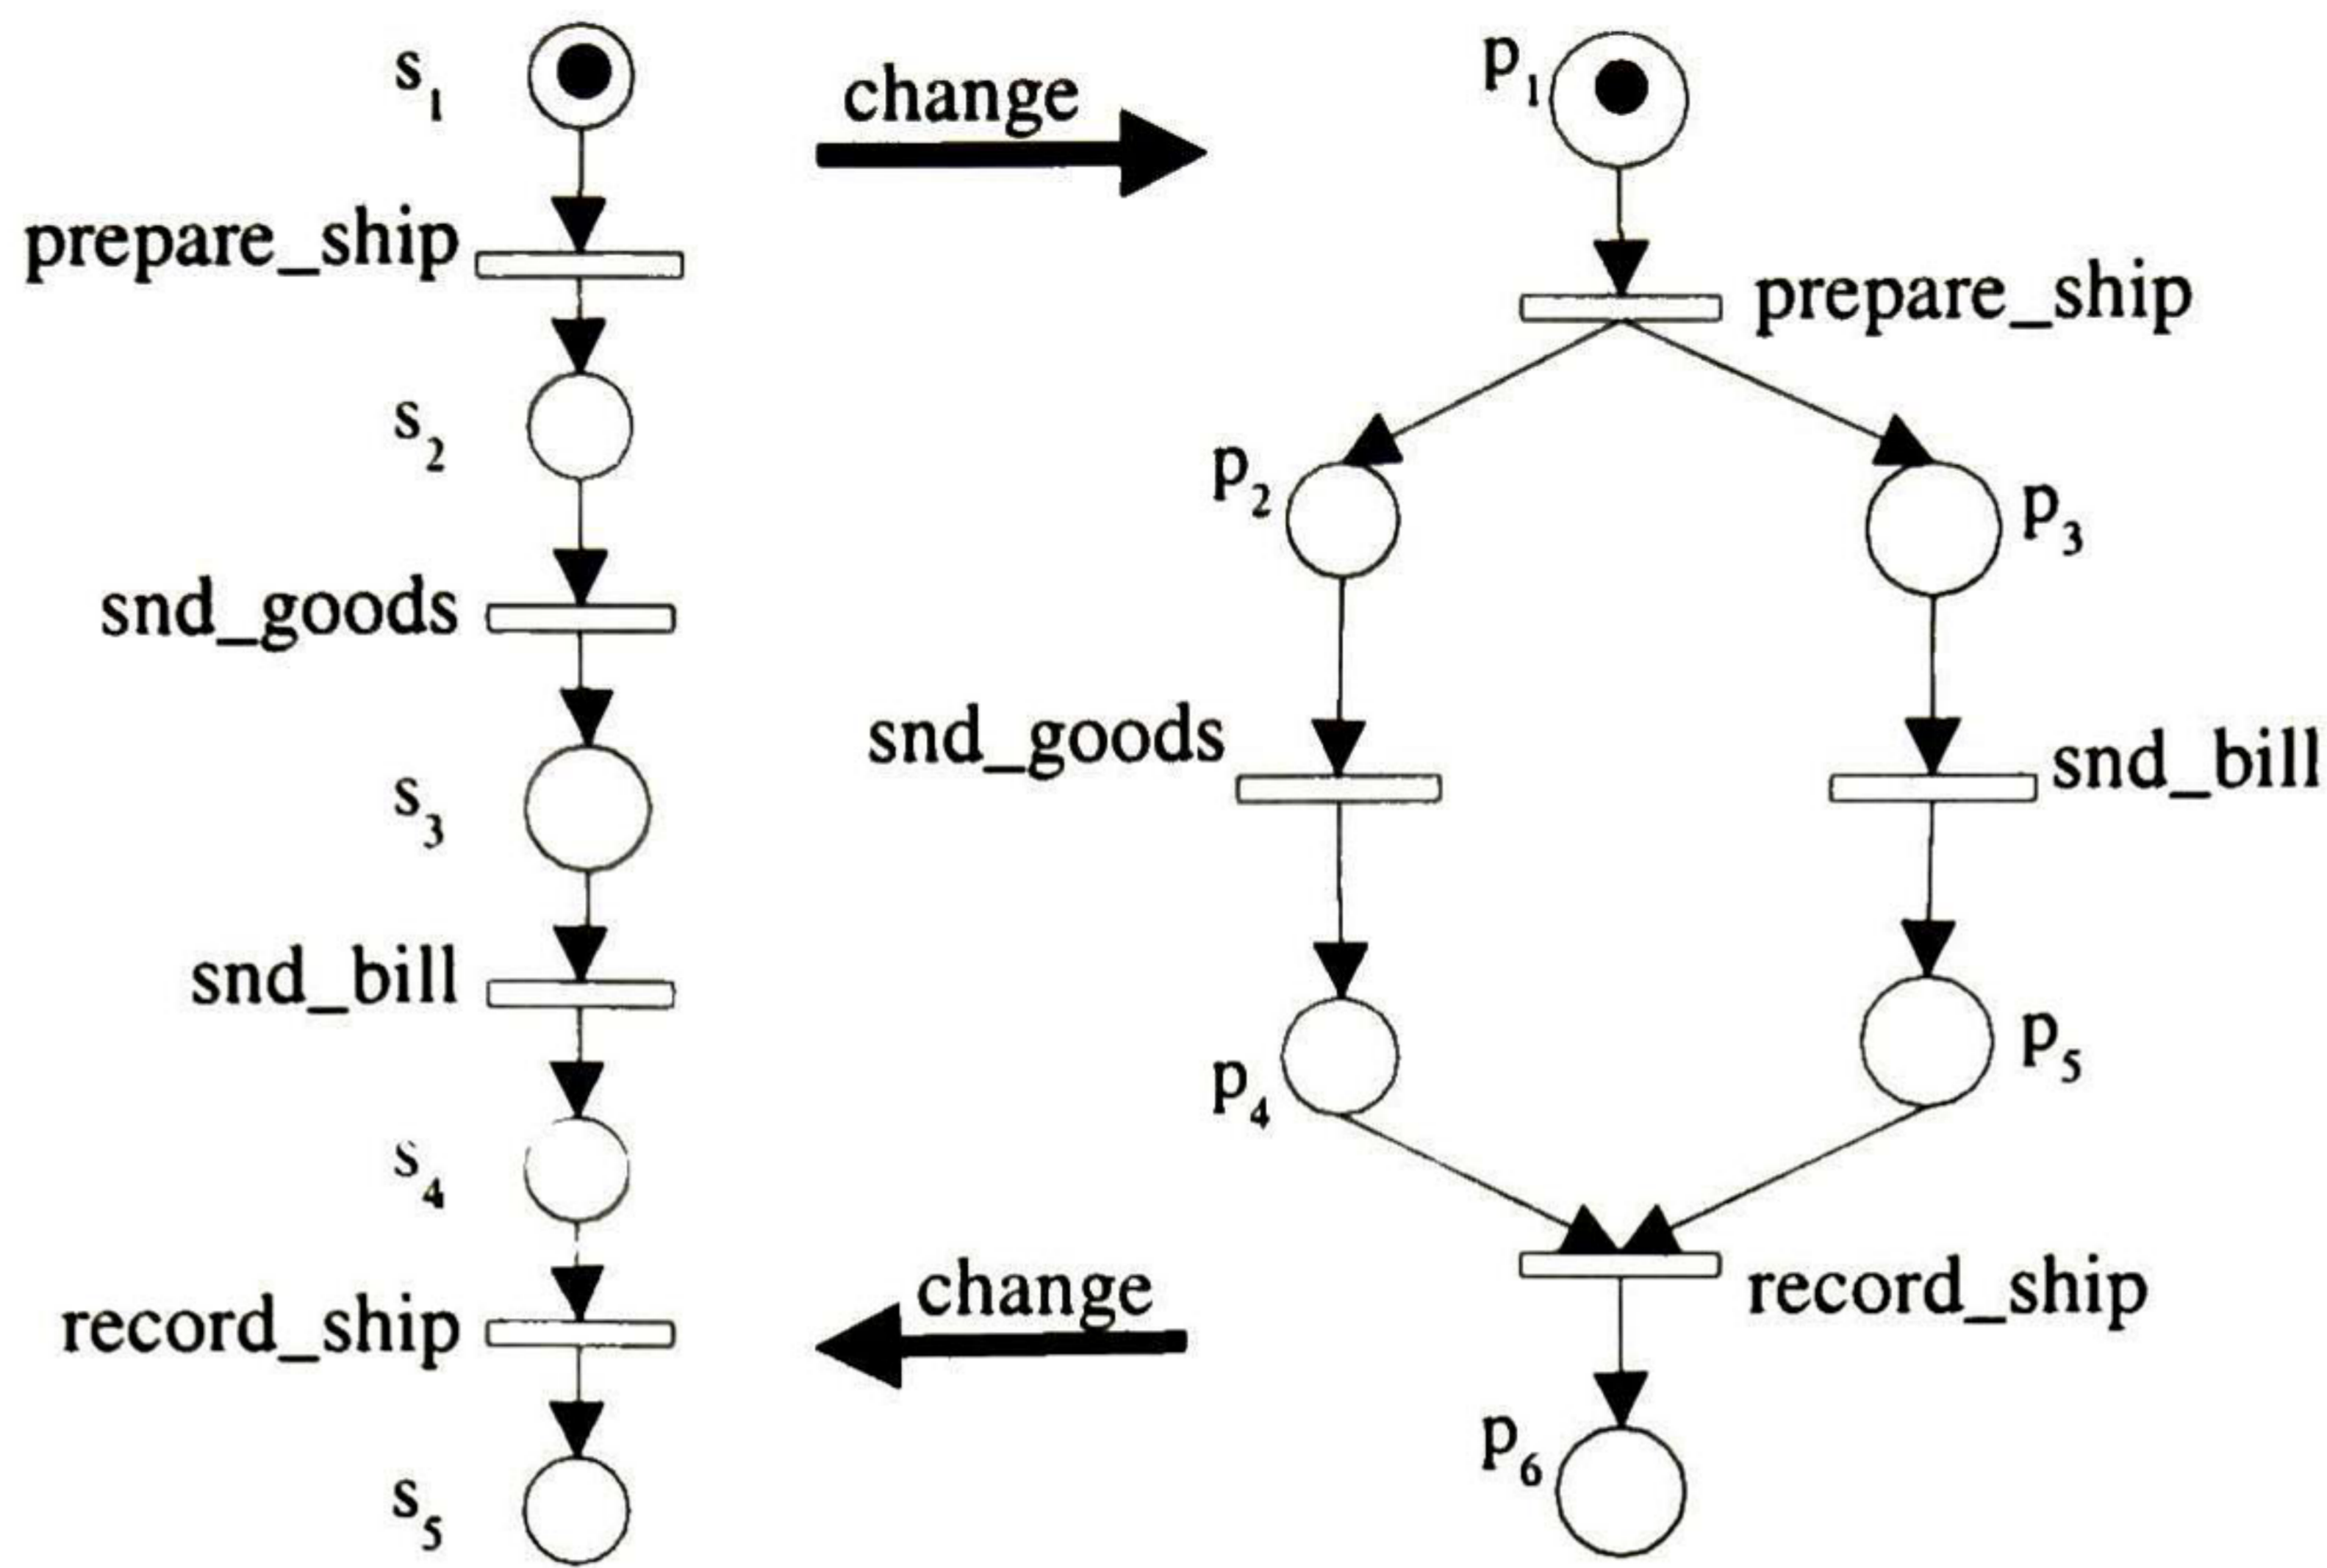 s1
prepare_ship
s2
snd_goods
s3
snd_bill
s4
record_ship
s5
change
change
p1
prepare_ship
p2
p3
snd_goods
snd_bill
p4
p5
record_ship
p6